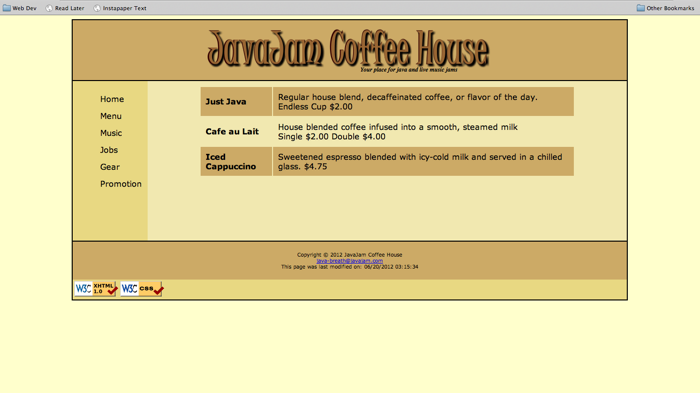 Web Dev Read Later Instapaper Text Other Bookmarks
JavaJam Coffee House
Your place for java and live music jams
Home
Menu
Music
Jobs
Gear
Promotion
Just Java
Regular house blend, decaffeinated coffee, or flavor of the day.
Endless Cup $2.00
Cafe au Lait
House blended coffee infused into a smooth, steamed milk
Single $2.00 Double $4.00
Iced
Cappuccino
Sweetened espresso blended with icy-cold milk and served in a chilled
glass. $4.75
Copyright © 2012 JavaJam Coffee House
java-breath@javajam.com
This page was last modified on: 06/20/2012 03:15:34
W3C XHTML
1.0
W3C CSS